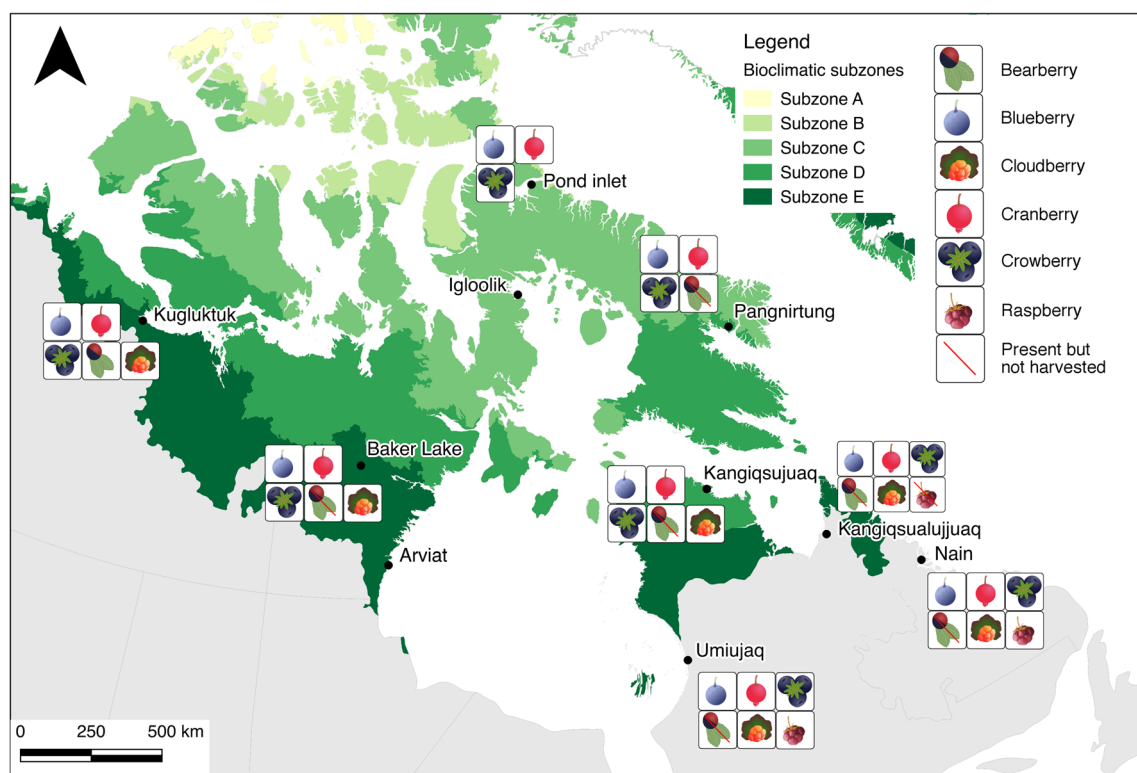 Legend
Bioclimatic subzones
Subzone A
Subzone B
Subzone C
Subzone D
Subzone E
Bearberry
Blueberry
Cloudberry
Cranberry
Crowberry
Raspberry
Present but
not harvested
Pond inlet
Igloolik
Pangnirtung
Kugluktuk
Baker Lake
Kangiqsujuaq
Kangiqsualujjuaq
Nain
Arviat
Umiujaq
0 250 500 km